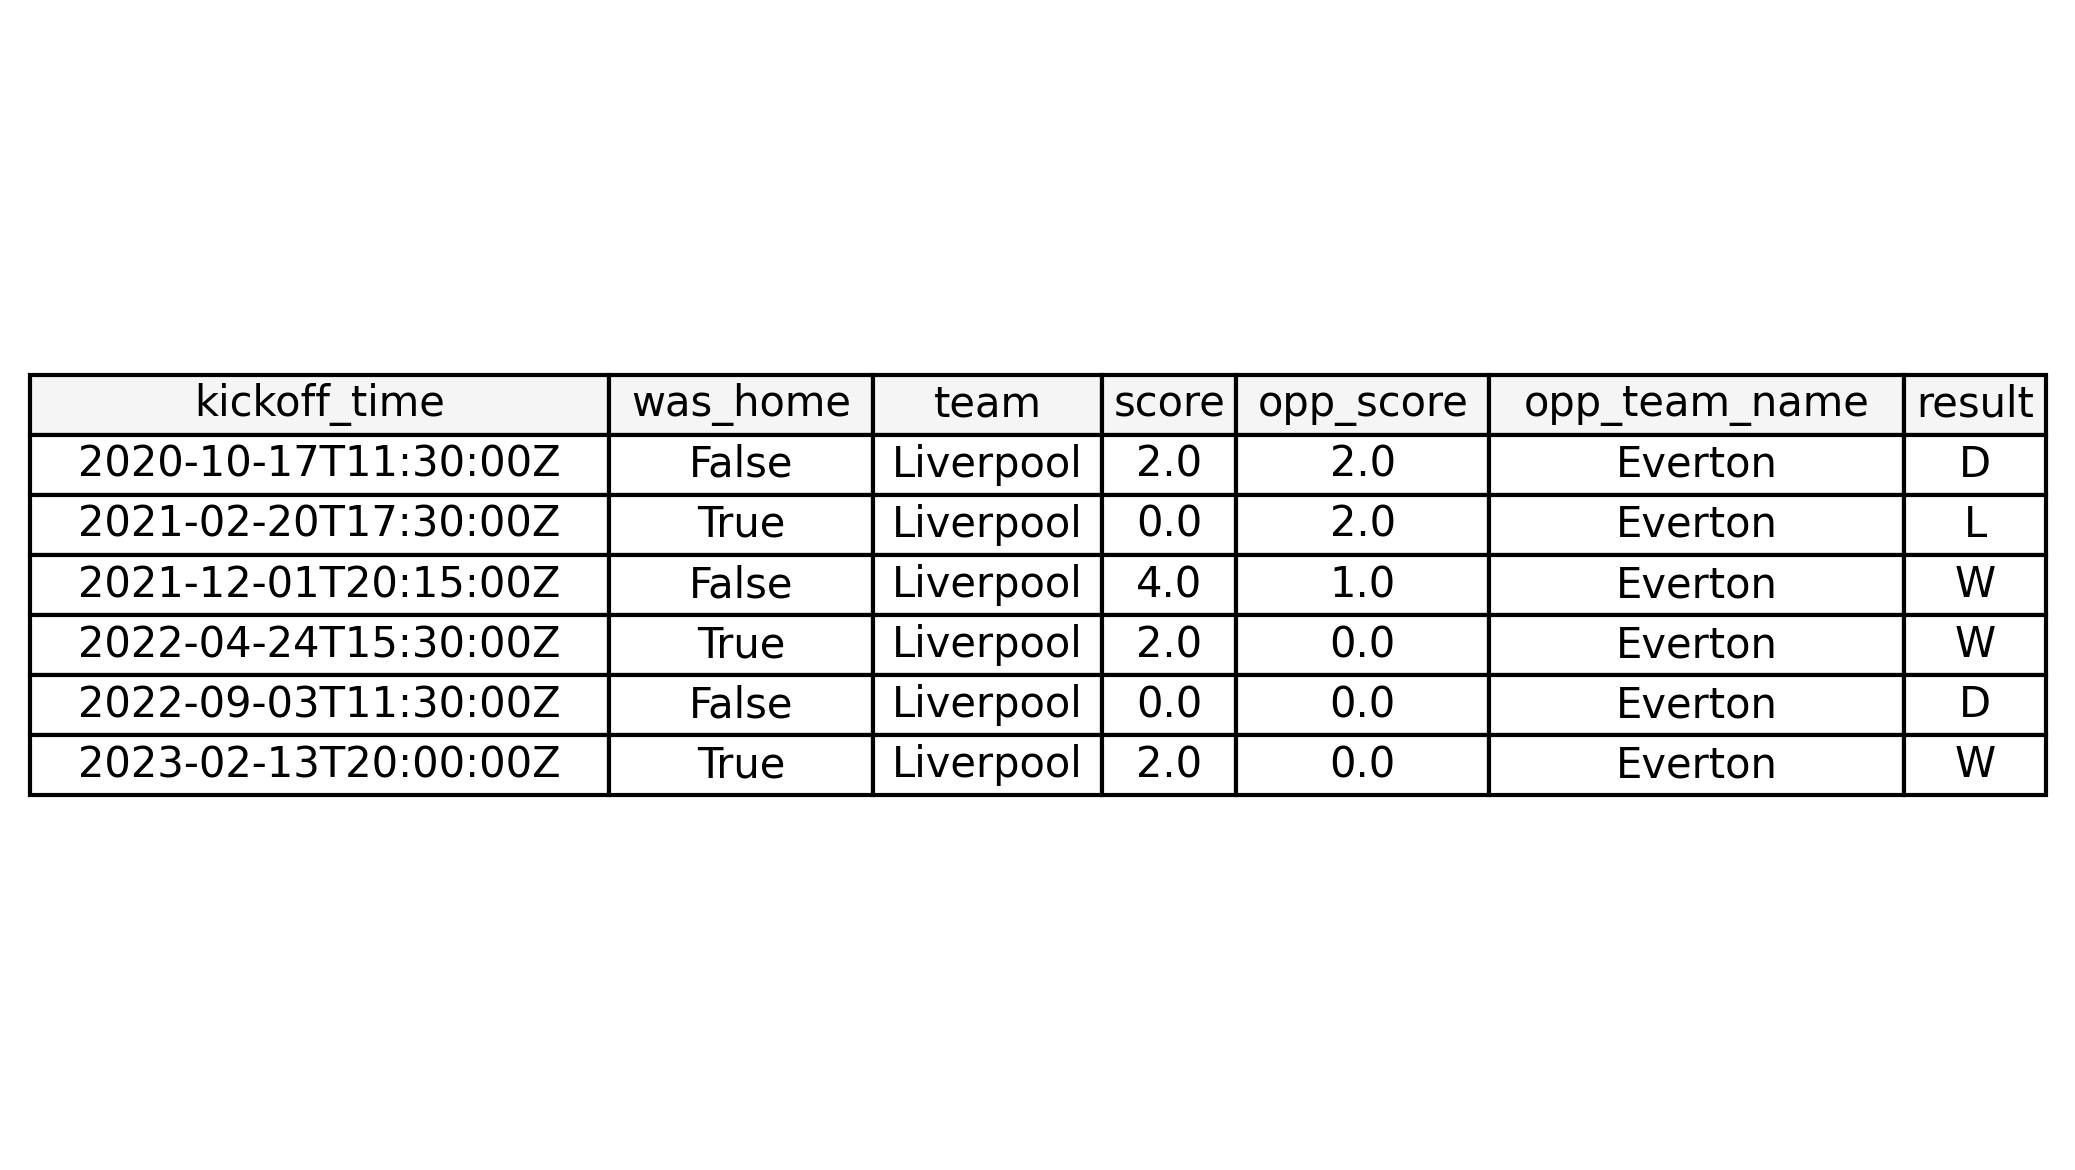 kickoff_time was_home team score opp_score opp_team_name result
2020-10-17T11:30:00Z False Liverpool 2.0 2.0 Everton D
2021-02-20T17:30:00Z True Liverpool 0.0 2.0 Everton L
2021-12-01T20:15:00Z False Liverpool 4.0 1.0 Everton W
2022-04-24T15:30:00Z True Liverpool 2.0 0.0 Everton W
2022-09-03T11:30:00Z False Liverpool 0.0 0.0 Everton D
2023-02-13T20:00:00Z True Liverpool 2.0 0.0 Everton W